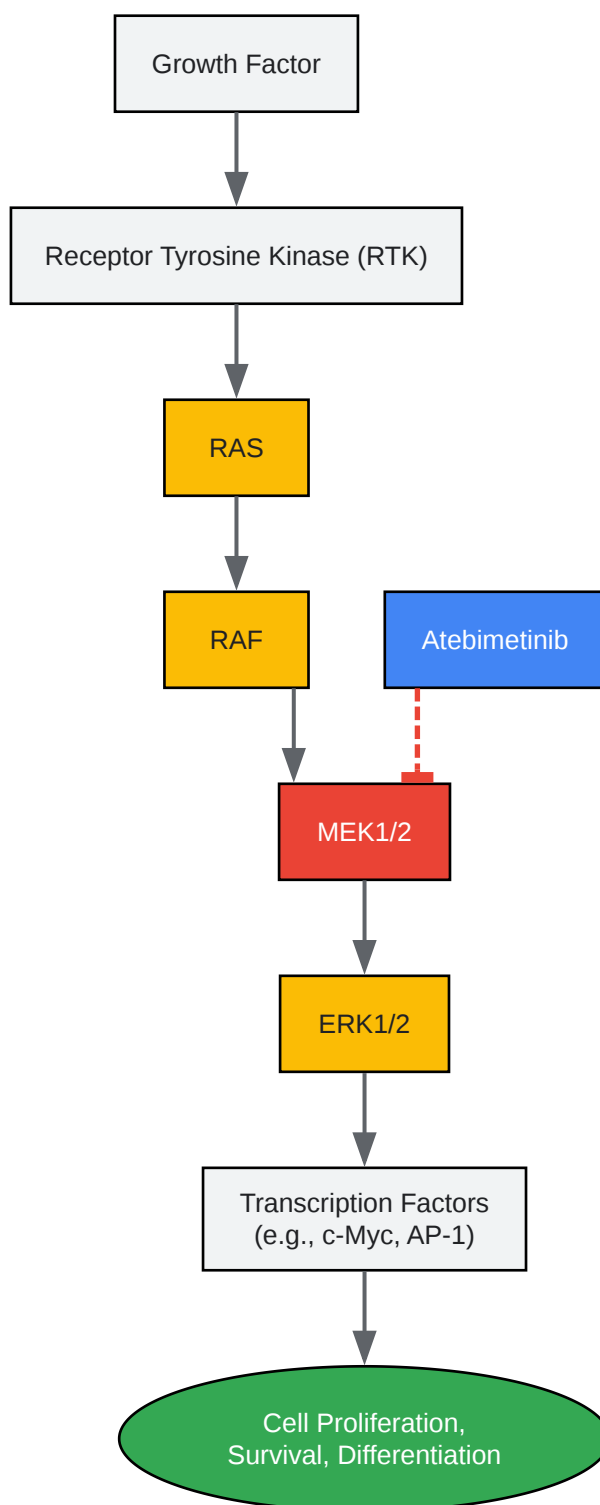 Growth Factor
Receptor Tyrosine Kinase (RTK)
RAS
RAF
Atebimetinib
MEK1/2
ERK1/2
Transcription Factors
(e.g., c-Myc, AP-1)
Cell Proliferation,
Survival, Differentiation